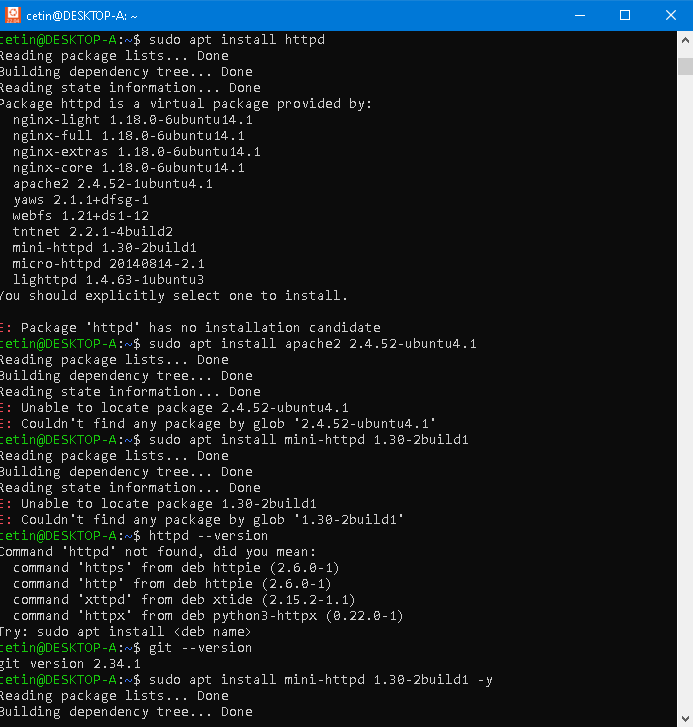 cetin@DESKTOP-A: ~
cetin@DESKTOP-A:~$ sudo apt install httpd
Reading package lists... Done
Building dependency tree... Done
Reading state information... Done
Package httpd is a virtual package provided by:
  nginx-light 1.18.0-6ubuntu14.1
  nginx-full 1.18.0-6ubuntu14.1
  nginx-extras 1.18.0-6ubuntu14.1
  nginx-core 1.18.0-6ubuntu14.1
  apache2 2.4.52-1ubuntu4.1
  yaws 2.1.1+dfsg-1
  webfs 1.21+ds1-12
  tntnet 2.2.1-4build2
  mini-httpd 1.30-2build1
  micro-httpd 20140814-2.1
  lighttpd 1.4.63-1ubuntu3
You should explicitly select one to install.
E: Package 'httpd' has no installation candidate
cetin@DESKTOP-A:~$ sudo apt install apache2 2.4.52-ubuntu4.1
Reading package lists... Done
Building dependency tree... Done
Reading state information... Done
E: Unable to locate package 2.4.52-ubuntu4.1
E: Couldn't find any package by glob '2.4.52-ubuntu4.1'
cetin@DESKTOP-A:~$ sudo apt install mini-httpd 1.30-2build1
Reading package lists... Done
Building dependency tree... Done
Reading state information... Done
E: Unable to locate package 1.30-2build1
E: Couldn't find any package by glob '1.30-2build1'
cetin@DESKTOP-A:~$ httpd --version
Command 'httpd' not found, did you mean:
  command 'https' from deb httpie (2.6.0-1)
  command 'http' from deb httpie (2.6.0-1)
  command 'xttpd' from deb xtide (2.15.2-1.1)
  command 'httpx' from deb python3-httpx (0.22.0-1)
Try: sudo apt install <deb name>
cetin@DESKTOP-A:~$ git --version
git version 2.34.1
cetin@DESKTOP-A:~$ sudo apt install mini-httpd 1.30-2build1 -y
Reading package lists... Done
Building dependency tree... Done